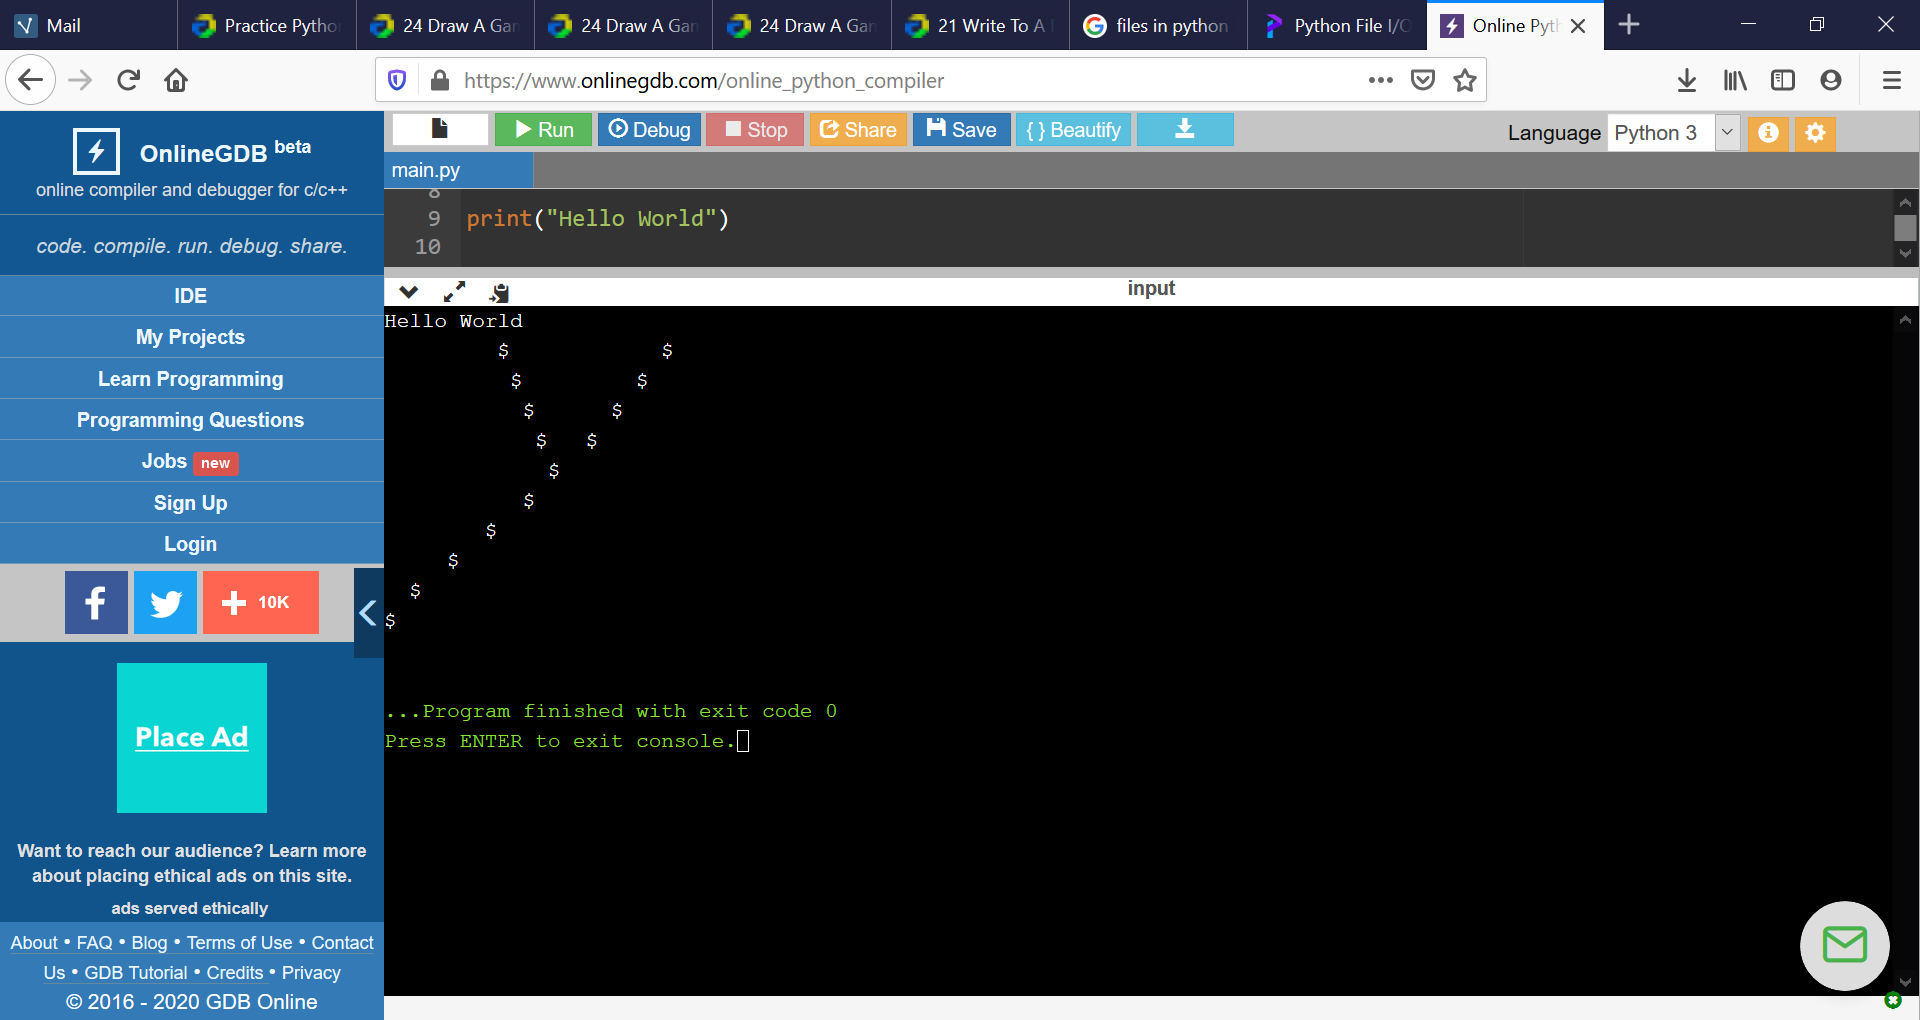 Mail
Practice Pytho
24 Draw A Gar
24 Draw A Gar
24 Draw A Gar
21 Write To A
files in python
Python File I/O
Online Pyth
https://www.onlinegdb.com/online_python_compiler
OnlineGDB beta
online compiler and debugger for c/c++
code. compile. run. debug. share.
IDE
My Projects
Learn Programming
Programming Questions
Jobs new
Sign Up
Login
f
10K
Place Ad
Want to reach our audience? Learn more
about placing ethical ads on this site.
ads served ethically
About • FAQ • Blog • Terms of Use • Contact
Us • GDB Tutorial • Credits • Privacy
© 2016 - 2020 GDB Online
Run Debug Stop Share Save { } Beautify
Language Python 3
main.py
8
9 print("Hello World")
10
input
Hello World
         $            $
          $         $
           $      $
            $   $
             $
           $
        $
     $
  $
$
...Program finished with exit code 0
Press ENTER to exit console.